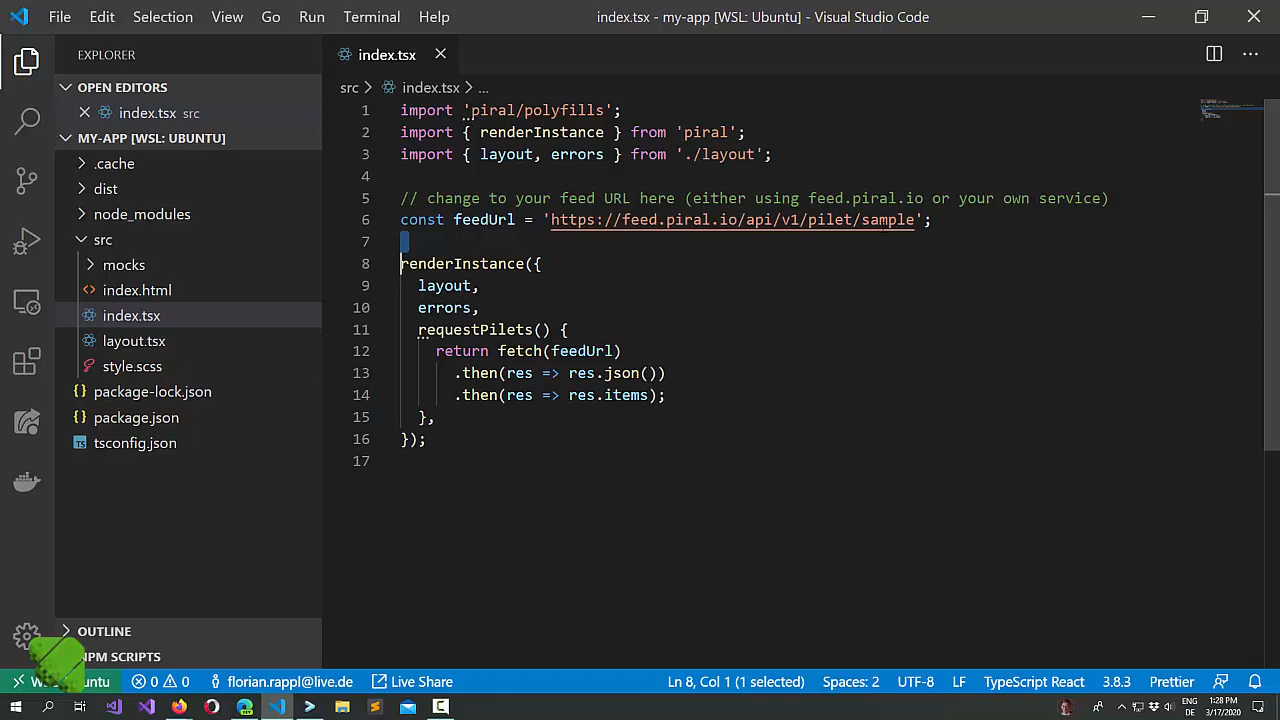 File Edit Selection View Go Run Terminal Help index.tsx - my-app [WSL: Ubuntu] - Visual Studio Code
EXPLORER
OPEN EDITORS
index.tsx src
MY-APP [WSL: UBUNTU]
.cache
dist
node_modules
src
mocks
index.html
index.tsx
layout.tsx
style.scss
package-lock.json
package.json
tsconfig.json
OUTLINE
NPM SCRIPTS
index.tsx
src > index.tsx > ...
1 import 'piral/polyfills';
2 import { renderInstance } from 'piral';
3 import { layout, errors } from './layout';
4
5 // change to your feed URL here (either using feed.piral.io or your own service)
6 const feedUrl = 'https://feed.piral.io/api/v1/pilet/sample';
7
8 renderInstance({
9 layout,
10 errors,
11 requestPilets() {
12 return fetch(feedUrl)
13 .then(res => res.json())
14 .then(res => res.items);
15 },
16 });
17
0 0 florian.rappl@live.de Live Share Ln 8, Col 1 (1 selected) Spaces: 2 UTF-8 LF TypeScript React 3.8.3 Prettier
ENG 1:28 PM
DE 3/17/2020